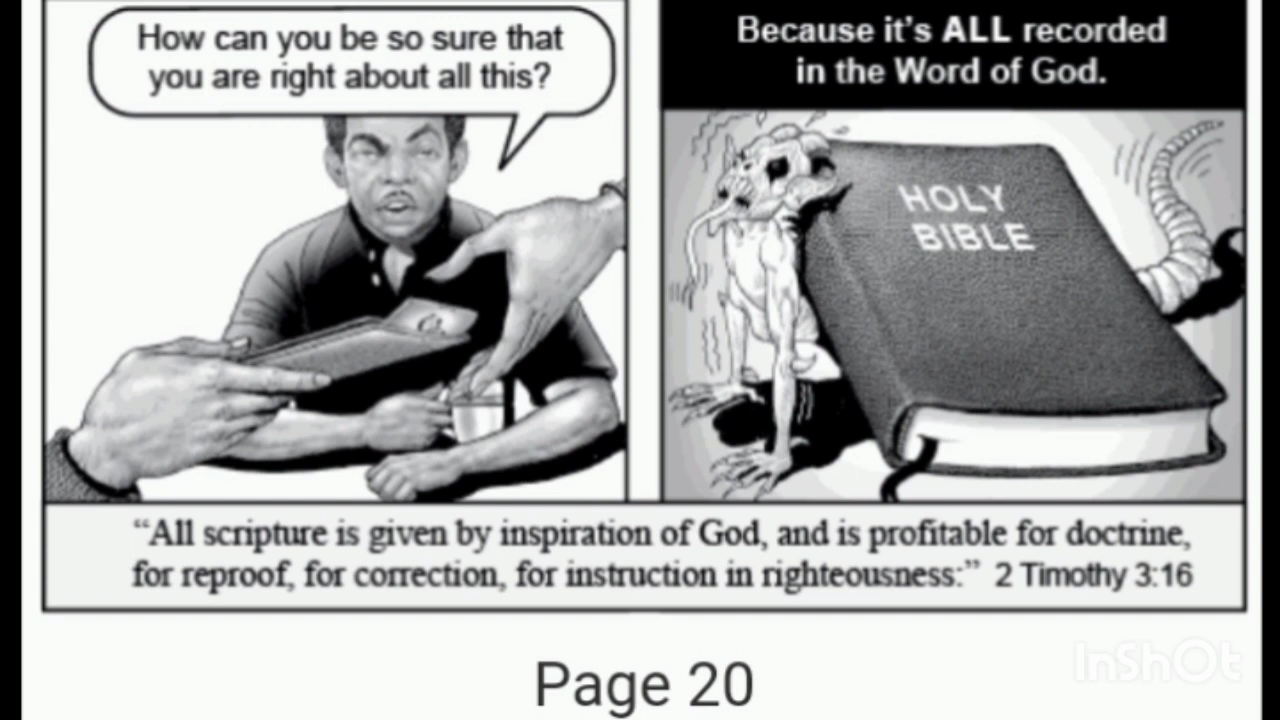 How can you be so sure that
you are right about all this?
Because it's ALL recorded
in the Word of God.
HOLY
BIBLE
“All scripture is given by inspiration of God, and is profitable for doctrine,
for reproof, for correction, for instruction in righteousness:” 2 Timothy 3:16
Page 20
InShOt